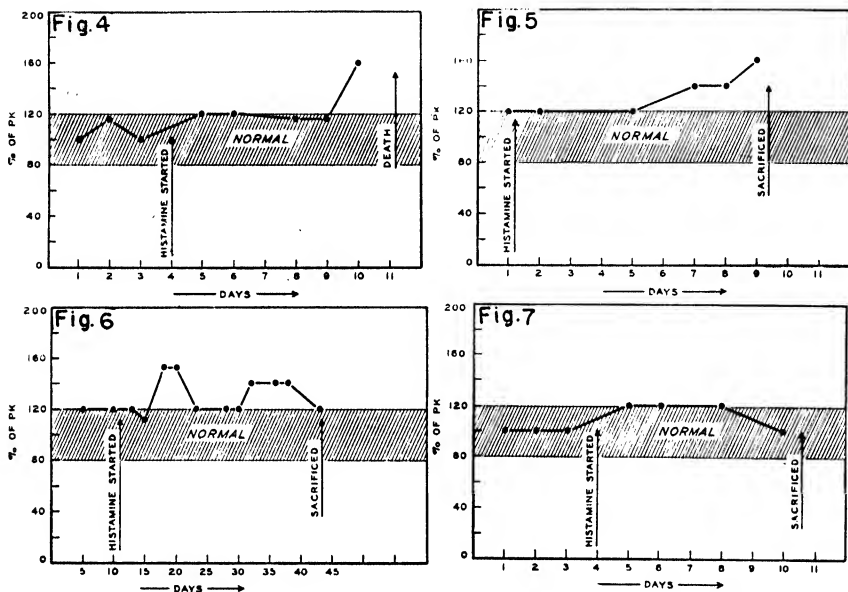 Fig.4
200
160
120
80
40
0
% OF PK
NORMAL
HISTAMINE STARTED
DEATH
1 2 3 4 5 6 7 8 9 10 11
DAYS
Fig.5
200
160
120
80
40
0
% OF PK
NORMAL
HISTAMINE STARTED
SACRIFICED
1 2 3 4 5 6 7 8 9 10 11
DAYS
Fig.6
200
160
120
80
40
0
% OF PK
NORMAL
HISTAMINE STARTED
SACRIFICED
5 10 15 20 25 30 35 40 45
DAYS
Fig.7
200
160
120
80
40
0
% OF PK
NORMAL
HISTAMINE STARTED
SACRIFICED
1 2 3 4 5 6 7 8 9 10 11
DAYS